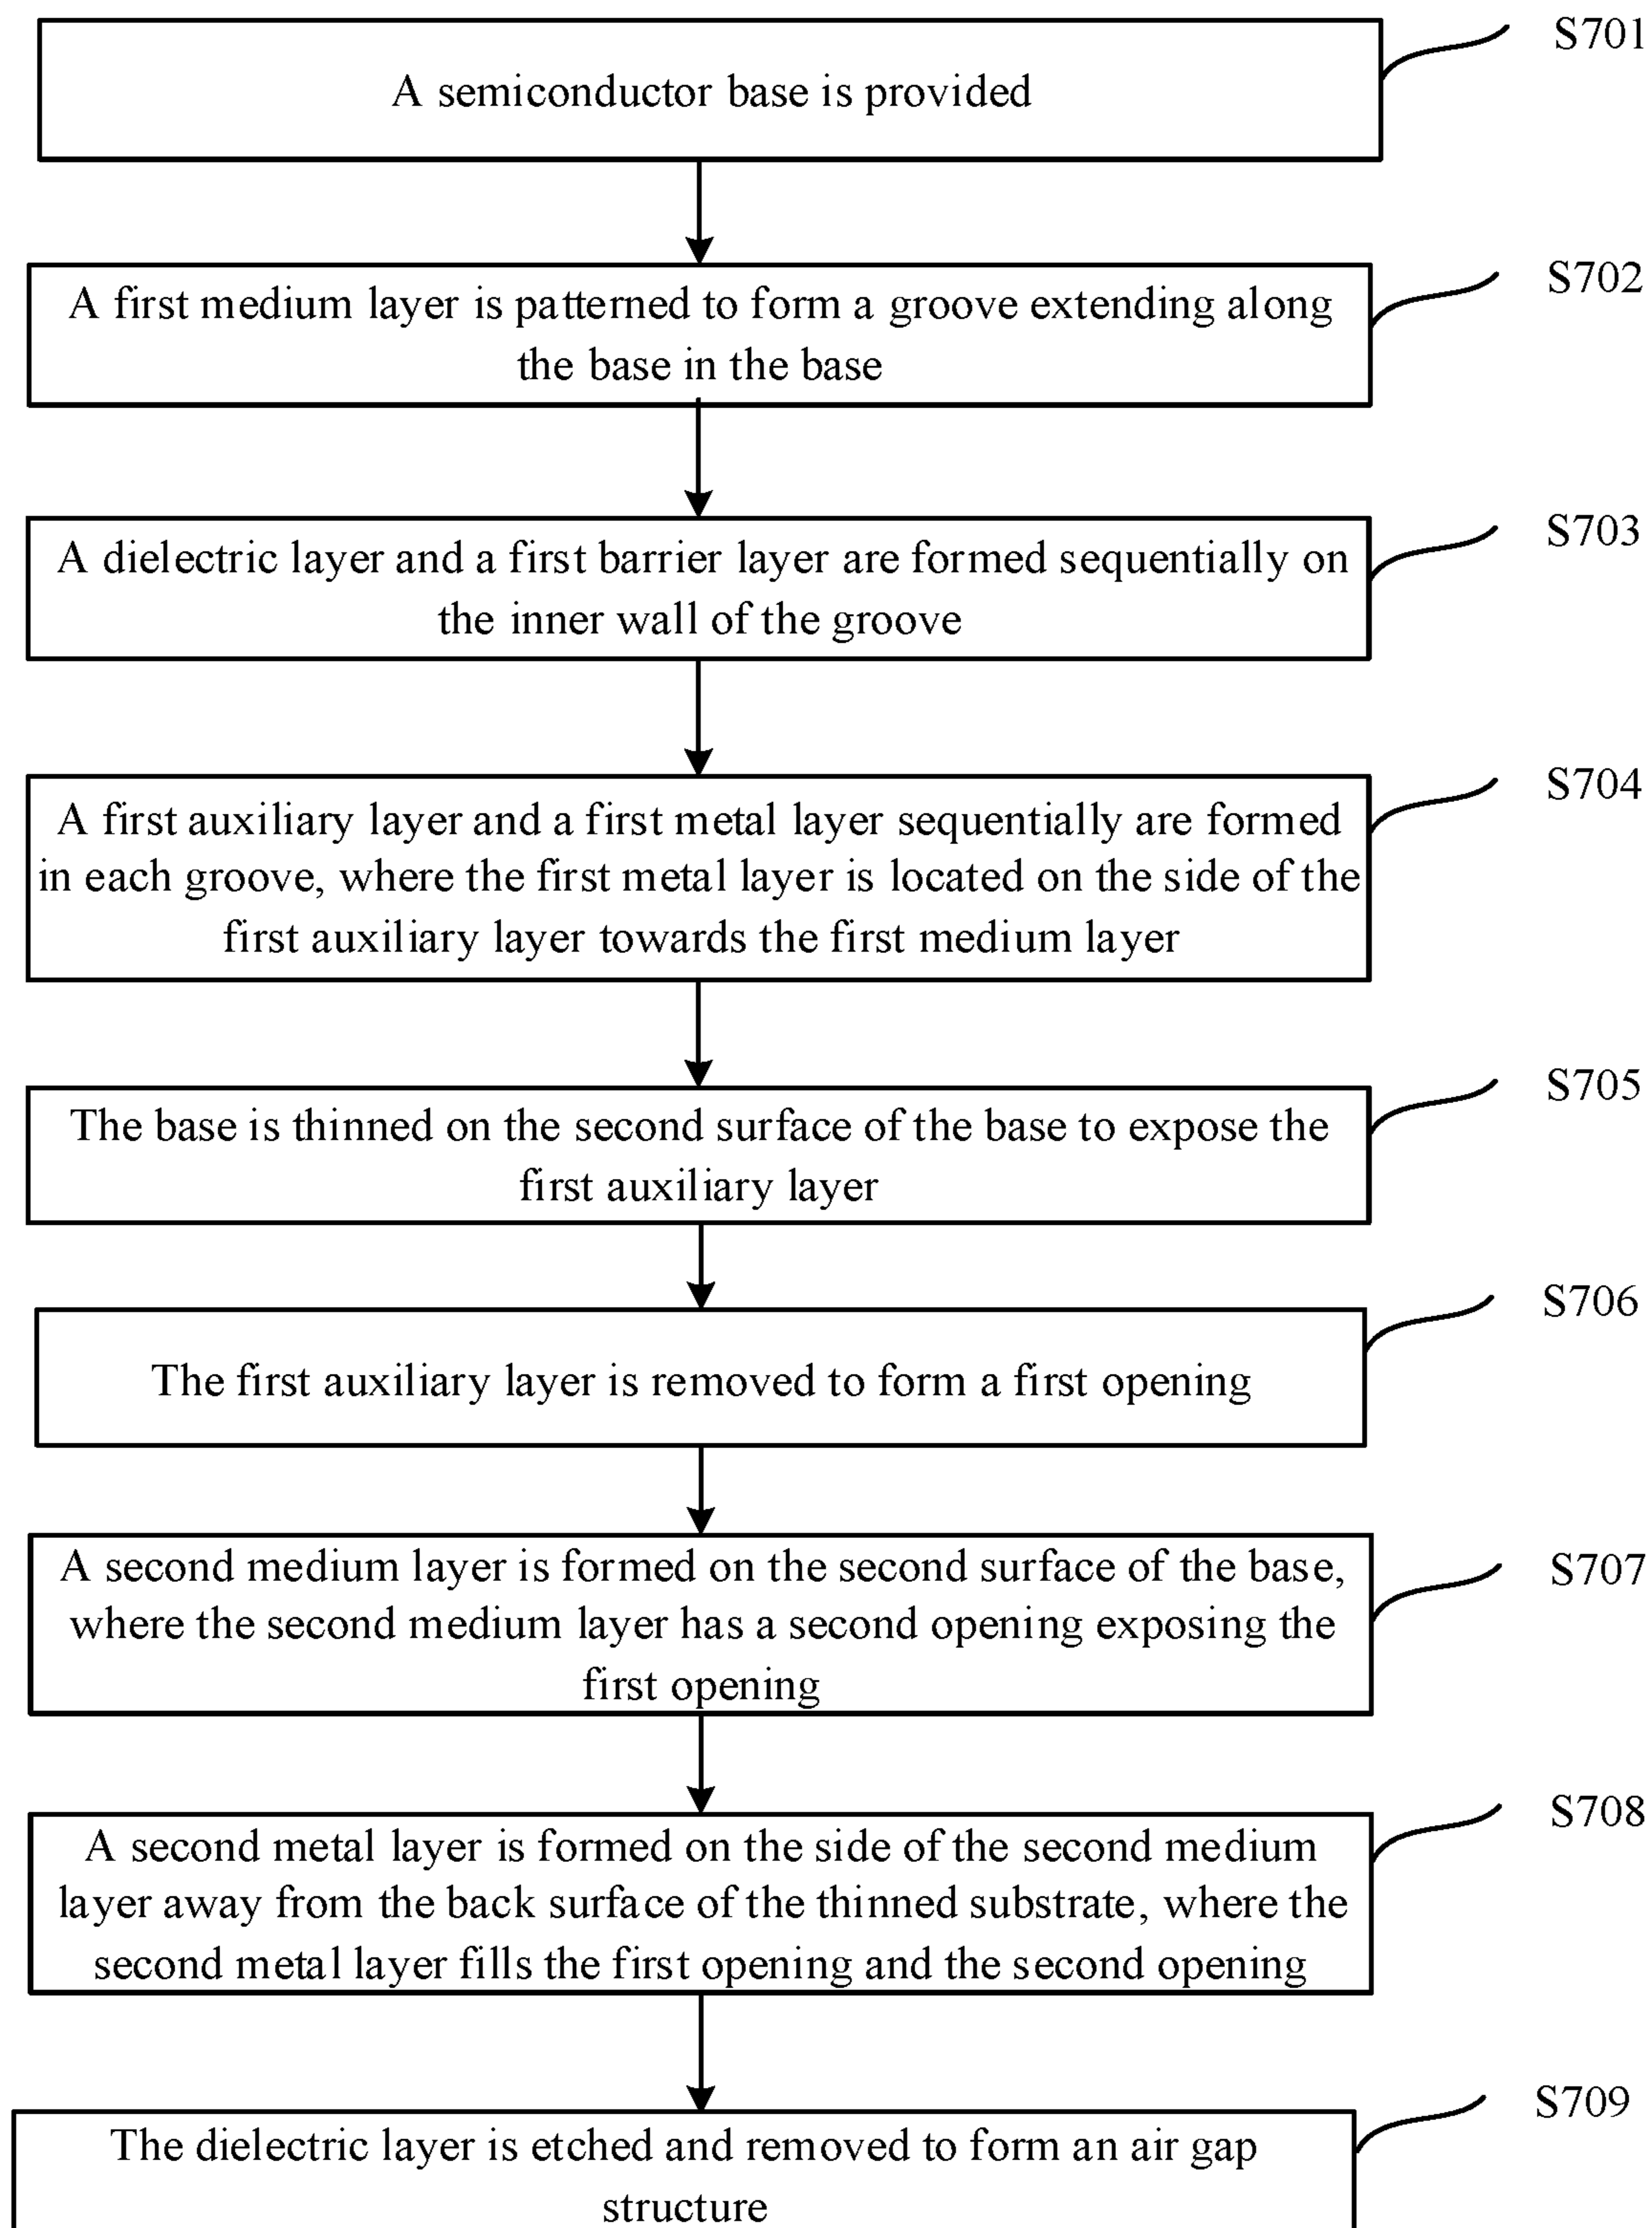 S701
A semiconductor base is provided
S702
A first medium layer is patterned to form a groove extending along
the base in the base
S703
A dielectric layer and a first barrier layer are formed sequentially on
the inner wall of the groove
S704
A first auxiliary layer and a first metal layer sequentially are formed
in each groove, where the first metal layer is located on the side of the
first auxiliary layer towards the first medium layer
S705
The base is thinned on the second surface of the base to expose the
first auxiliary layer
S706
The first auxiliary layer is removed to form a first opening
S707
A second medium layer is formed on the second surface of the base,
where the second medium layer has a second opening exposing the
first opening
S708
A second metal layer is formed on the side of the second medium
layer away from the back surface of the thinned substrate, where the
second metal layer fills the first opening and the second opening
S709
The dielectric layer is etched and removed to form an air gap
structure